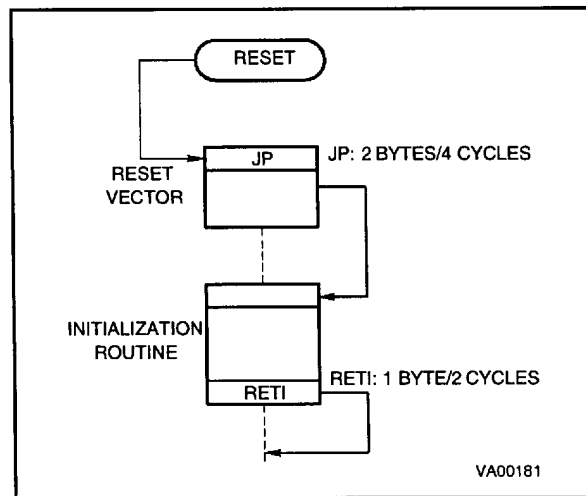 RESET
JP
JP: 2 BYTES/4 CYCLES
RESET
VECTOR
INITIALIZATION
ROUTINE
RETI: 1 BYTE/2 CYCLES
RETI
VA00181